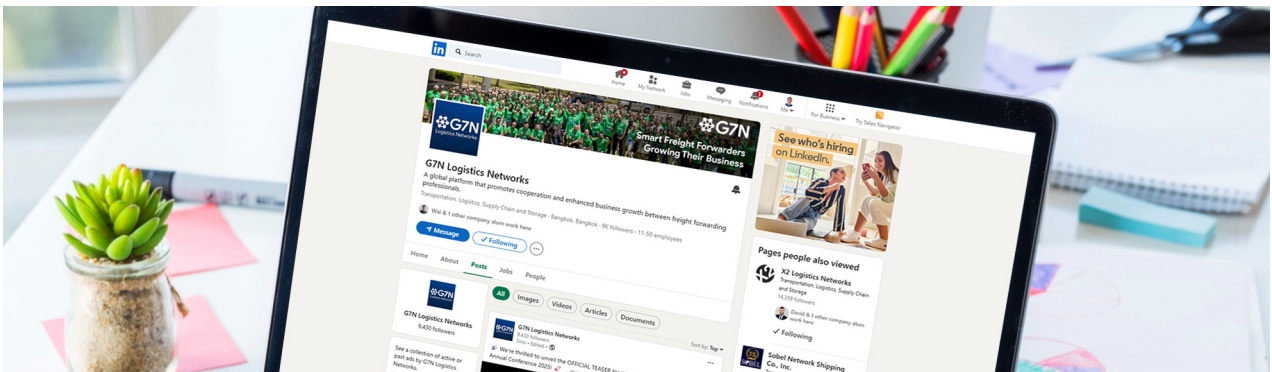 in
Search
Home
My Network
Jobs
Messaging
Notifications
Me
For Business
Try Sales Navigator
G7N
Logistics Networks
G7N
Smart Freight Forwarders
Growing Their Business
See who's hiring
on LinkedIn.
G7N Logistics Networks
A global platform that promotes cooperation and enhanced business growth between freight forwarding
professionals.
Transportation, Logistics, Supply Chain and Storage · Bangkok, Bangkok · 9K followers · 11-50 employees
Wai & 1 other company alum work here
Message
Following
Home
About
Posts
Jobs
People
G7N
G7N Logistics Networks
9,430 followers
See a collection of active or
past ads by G7N Logistics
Networks.
All
Images
Videos
Articles
Documents
Sort by: Top
G7N
G7N Logistics Networks
9,430 followers
5mo • Edited •
We're thrilled to unveil the OFFICIAL TEASER
Annual Conference 2025!
Pages people also viewed
X2 Logistics Networks
Transportation, Logistics, Supply Chain
and Storage
14,359 followers
David & 1 other company alum
work here
Following
Sobel Network Shipping
Co., Inc.